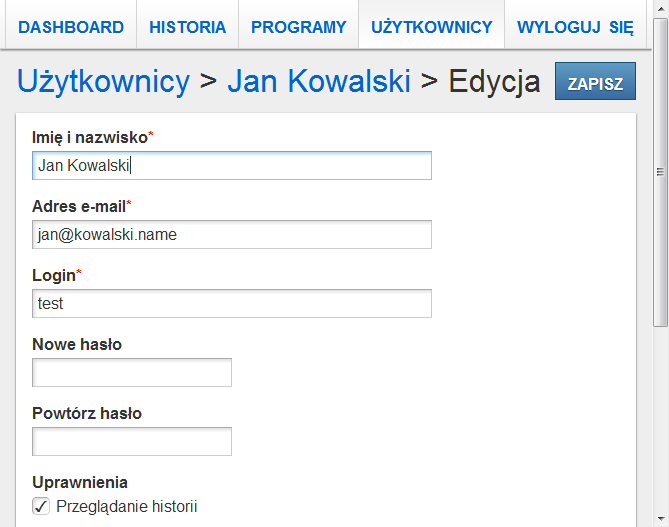 DASHBOARD HISTORIA PROGRAMY UŻYTKOWNICY WYLOGUJ SIĘ
Użytkownicy > Jan Kowalski > Edycja ZAPISZ
Imię i nazwisko*
Jan Kowalski
Adres e-mail*
jan@kowalski.name
Login*
test
Nowe hasło
Powtórz hasło
Uprawnienia
Przeglądanie historii